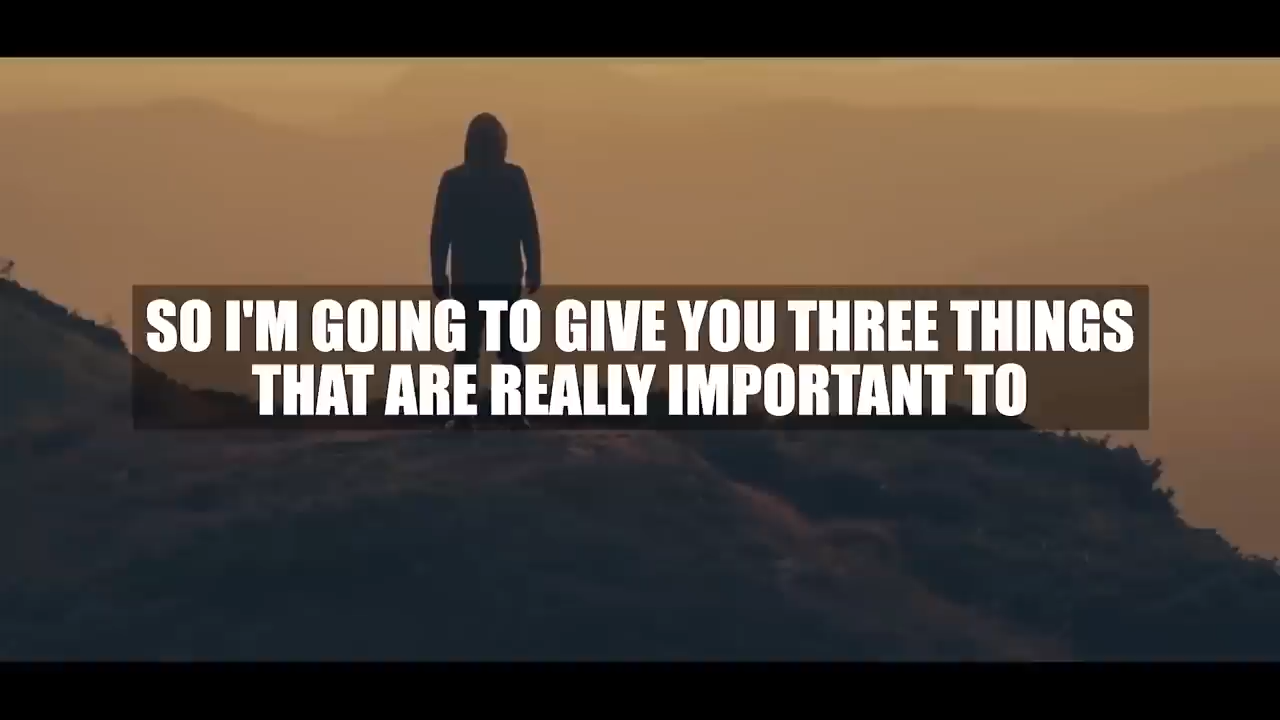 SO I'M GOING TO GIVE YOU THREE THINGS
THAT ARE REALLY IMPORTANT TO